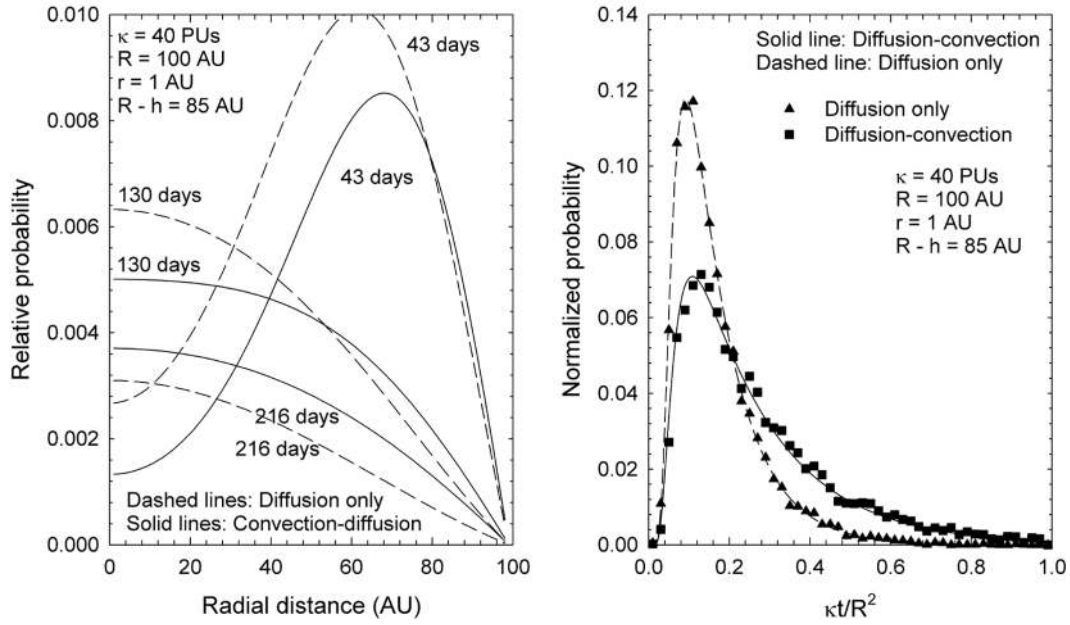 κ = 40 PUs
R = 100 AU
r = 1 AU
R - h = 85 AU
43 days
43 days
130 days
130 days
216 days
216 days
Dashed lines: Diffusion only
Solid lines: Convection-diffusion
Relative probability
0.010
0.008
0.006
0.004
0.002
0.000
0 20 40 60 80 100
Radial distance (AU)
Solid line: Diffusion-convection
Dashed line: Diffusion only
Diffusion only
Diffusion-convection
κ = 40 PUs
R = 100 AU
r = 1 AU
R - h = 85 AU
Normalized probability
0.14
0.12
0.10
0.08
0.06
0.04
0.02
0.00
0.0 0.2 0.4 0.6 0.8 1.0
κt/R²